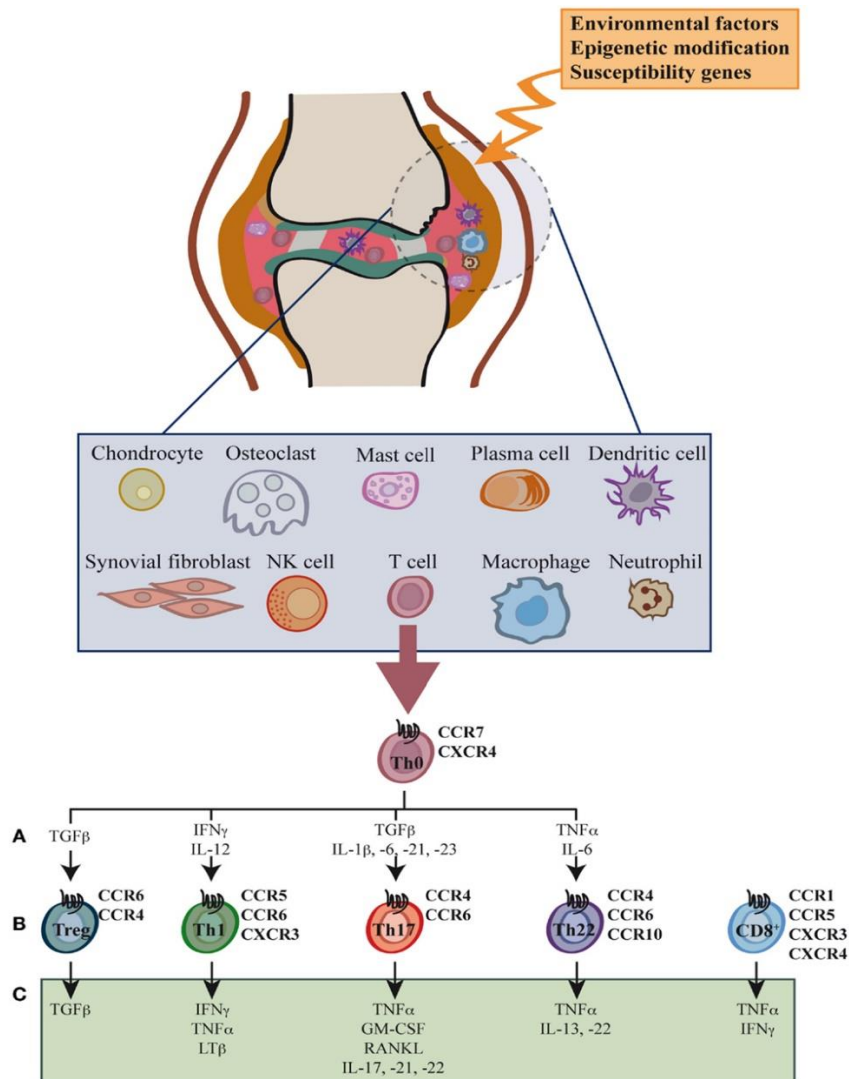 Environmental factors
Epigenetic modification
Susceptibility genes
Chondrocyte
Osteoclast
Mast cell
Plasma cell
Dendritic cell
Synovial fibroblast
NK cell
T cell
Macrophage
Neutrophil
Th0
CCR7
CXCR4
A
TGFβ
IFNγ
IL-12
TGFβ
IL-1β, -6, -21, -23
TNFα
IL-6
B
Treg
CCR6
CCR4
Th1
CCR5
CCR6
CXCR3
Th17
CCR4
CCR6
Th22
CCR4
CCR6
CCR10
CD8⁺
CCR1
CCR5
CXCR3
CXCR4
C
TGFβ
IFNγ
TNFα
LTβ
TNFα
GM-CSF
RANKL
IL-17, -21, -22
TNFα
IL-13, -22
TNFα
IFNγ